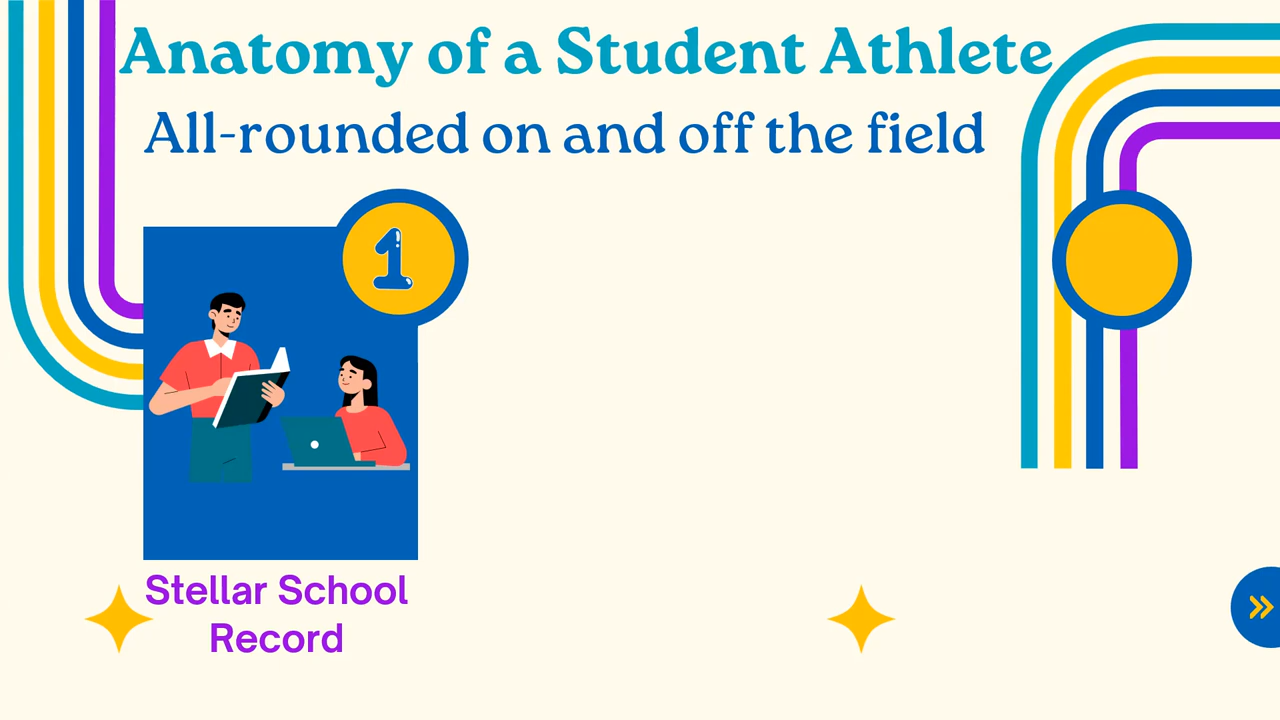 Anatomy of a Student Athlete
All-rounded on and off the field
1
Stellar School
Record